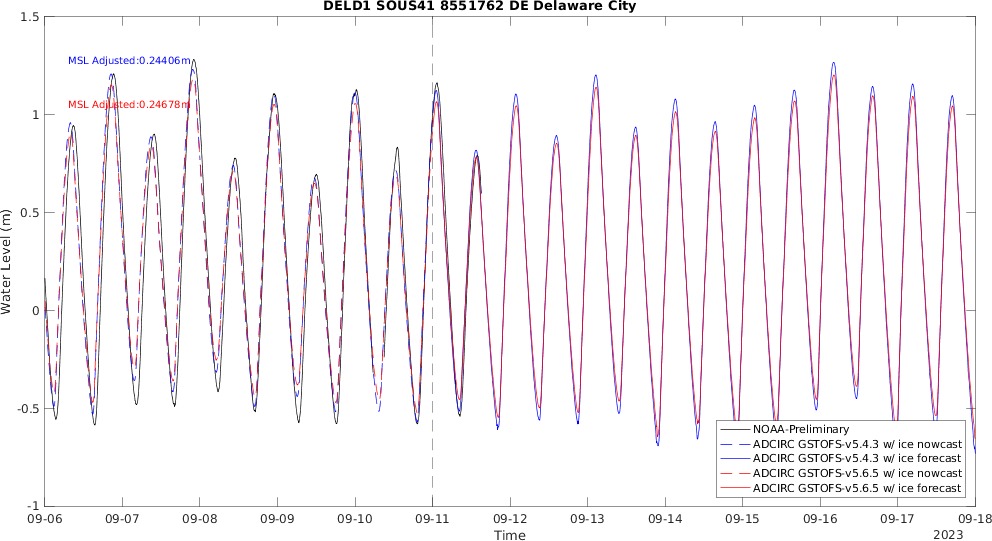 DELD1 SOUS41 8551762 DE Delaware City
1.5
MSL Adjusted:0.24406m
MSL Adjusted:0.24678m
1
0.5
Water Level (m)
0
-0.5
-1
NOAA-Preliminary
ADCIRC GSTOFS-v5.4.3 w/ ice nowcast
ADCIRC GSTOFS-v5.4.3 w/ ice forecast
ADCIRC GSTOFS-v5.6.5 w/ ice nowcast
ADCIRC GSTOFS-v5.6.5 w/ ice forecast
09-06 09-07 09-08 09-09 09-10 09-11 09-12 09-13 09-14 09-15 09-16 09-17 09-18
Time
2023